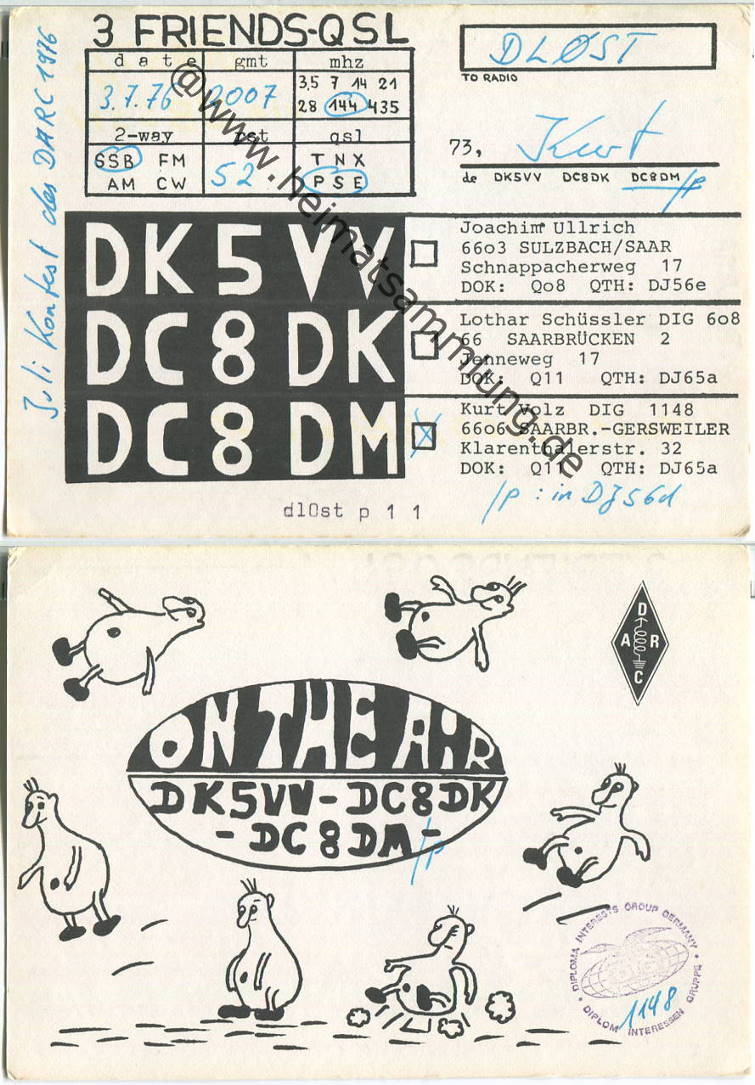 3 FRIENDS-QSL
date gmt mhz
3.7.76 2007 3,5 7 14 21
28 144 435
2-way rst qsl
SSB FM 52 TNX
AM CW PSE
DLØST
TO RADIO
73, Kurt
de DK5VV DC8DK DC8DM/p
Juli Kontest des DARC 1976
DK5VV
DC8DK
DC8DM
Joachim Ullrich
6603 SULZBACH/SAAR
Schnappacherweg 17
DOK: Qo8 QTH: DJ56e
Lothar Schüssler DIG 6o8
66 SAARBRÜCKEN 2
Jenneweg 17
DOK: Q11 QTH: DJ65a
Kurt Volz DIG 1148
66o6 SAARBR.-GERSWEILER
Klarenthalerstr. 32
DOK: Q11 QTH: DJ65a
/p : in DJ56d
dl0st p 1 1
@www.heimatsammlung.de
D
A R
C
ON THE AIR
DK5VV-DC8DK
-DC8DM-
/p
DIPLOMA INTERESTS GROUP GERMANY
DIPLOM INTERESSEN GRUPPE
1148